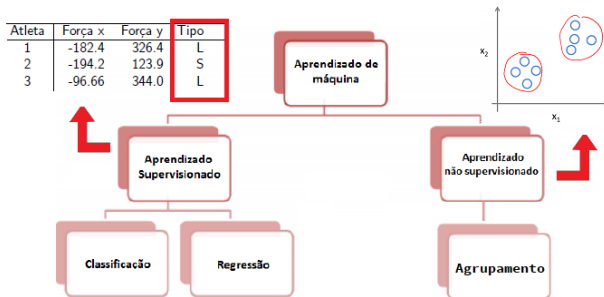 Atleta Força x Força y Tipo
1 -182.4 326.4 L
2 -194.2 123.9 S
3 -96.66 344.0 L
Aprendizado de
máquina
x2
x1
Aprendizado
Supervisionado
Aprendizado
não supervisionado
Classificação
Regressão
Agrupamento